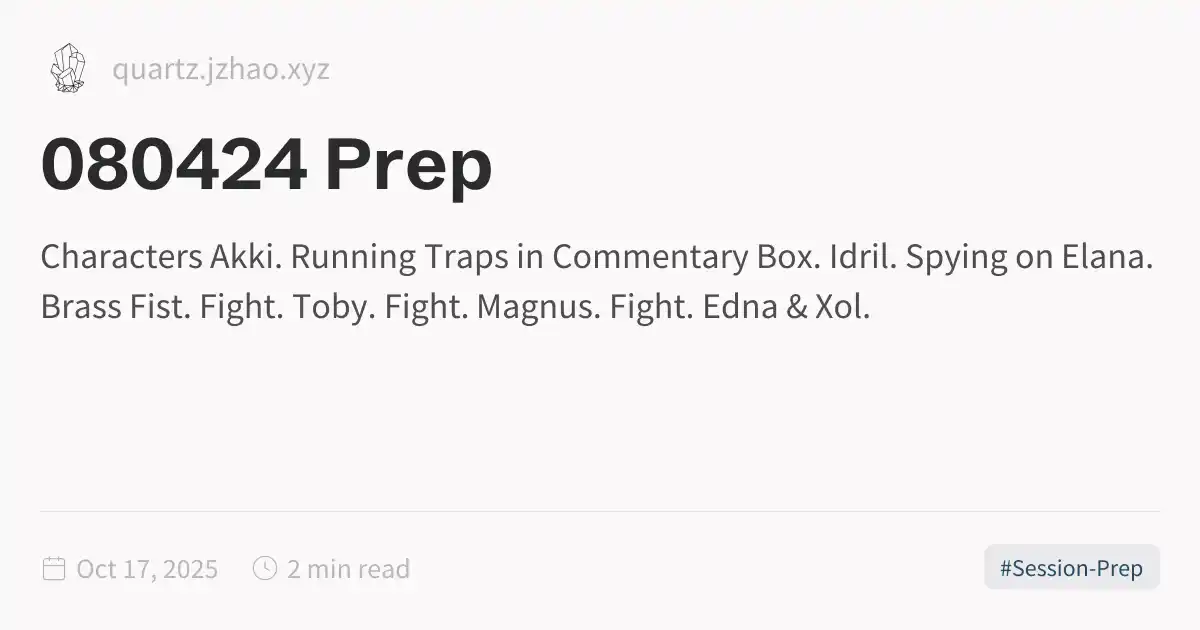 quartz.jzhao.xyz
080424 Prep
Characters Akki. Running Traps in Commentary Box. Idril. Spying on Elana.
Brass Fist. Fight. Toby. Fight. Magnus. Fight. Edna & Xol.
Oct 17, 2025 2 min read #Session-Prep